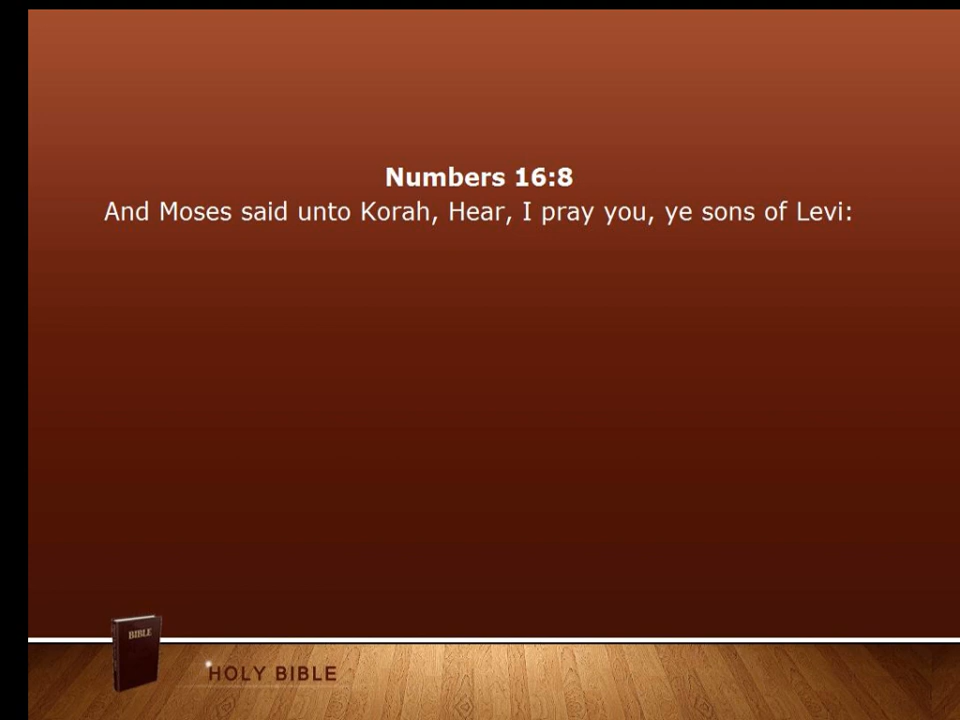 Numbers 16:8
And Moses said unto Korah, Hear, I pray you, ye sons of Levi:
BIBLE
HOLY BIBLE